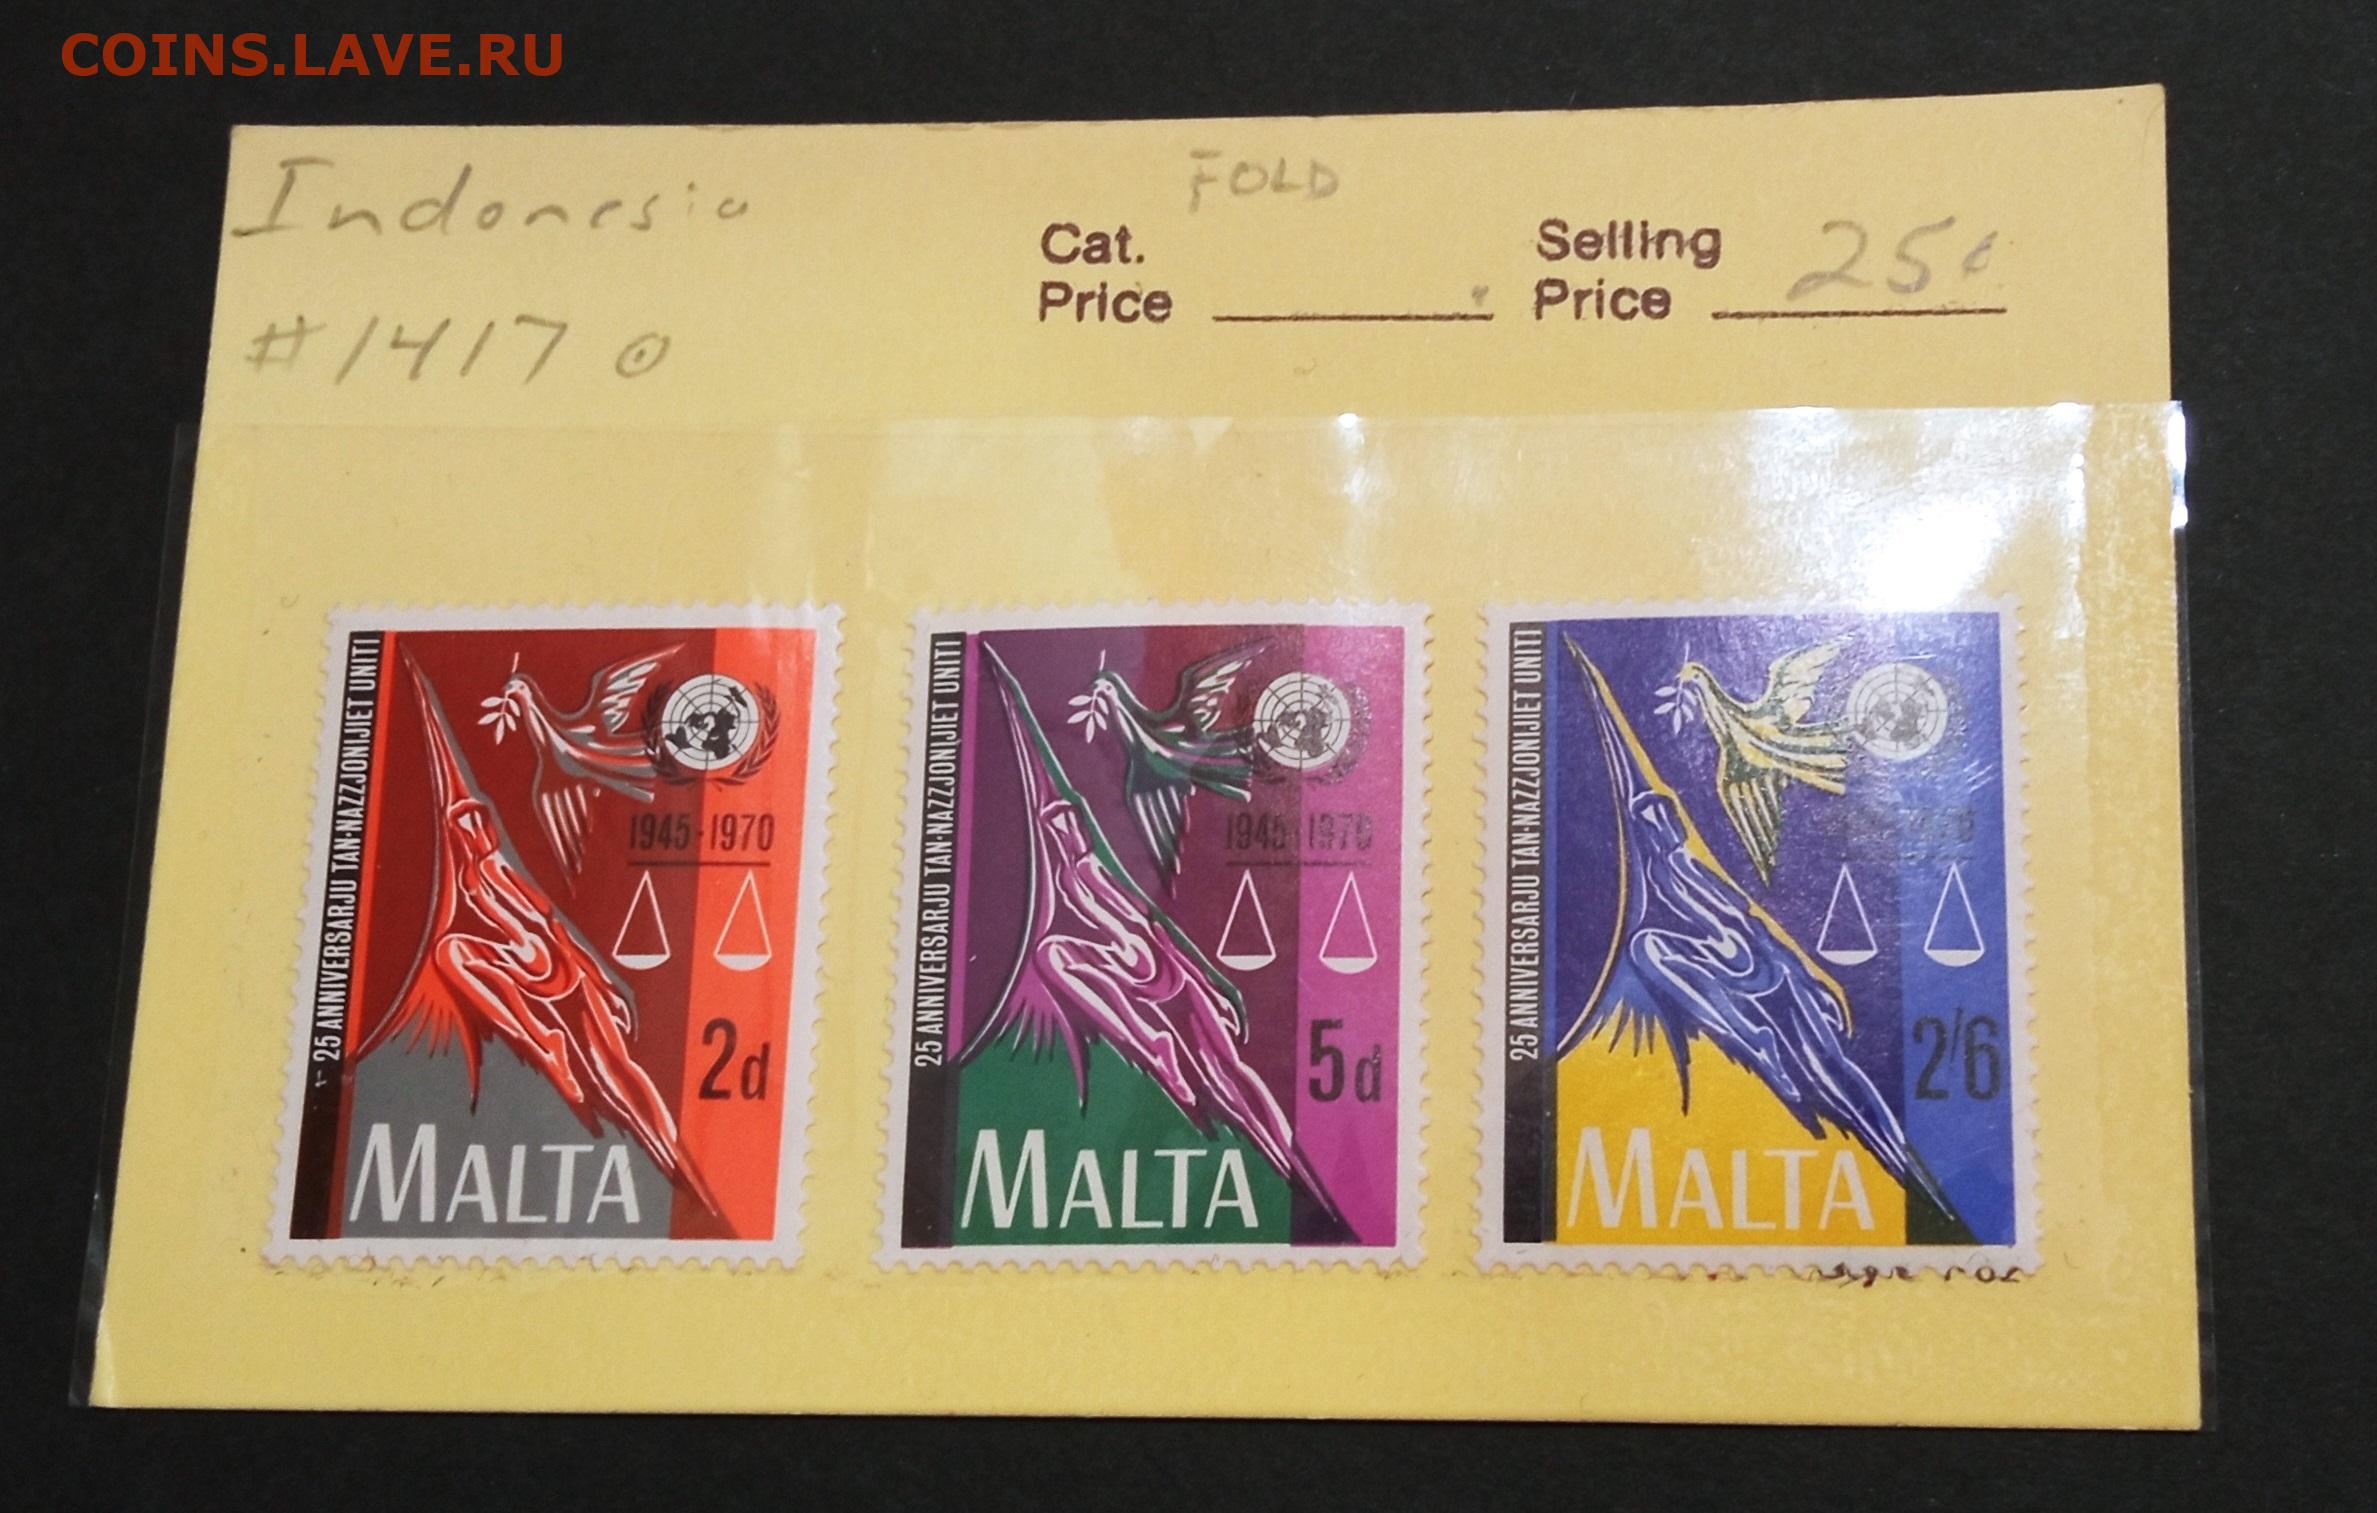 COINS.LAVE.RU
Indonesia
FOLD
Cat. Price
Selling Price 25¢
#1417
25 ANNIVERSARJU TAN-NAZZJONIJIET UNITI
1945-1970
2d
MALTA
25 ANNIVERSARJU TAN-NAZZJONIJIET UNITI
1945-1970
5d
MALTA
25 ANNIVERSARJU TAN-NAZZJONIJIET UNITI
1970
2/6
MALTA